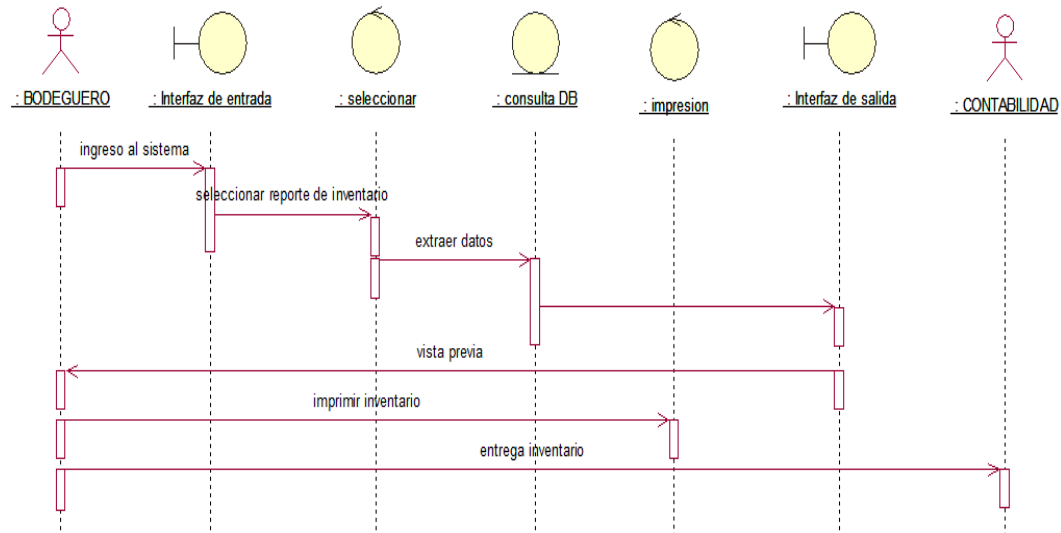 : BODEGUERO
: Interfaz de entrada
: seleccionar
: consulta DB
: impresion
: Interfaz de salida
: CONTABILIDAD
ingreso al sistema
seleccionar reporte de inventario
extraer datos
vista previa
imprimir inventario
entrega inventario